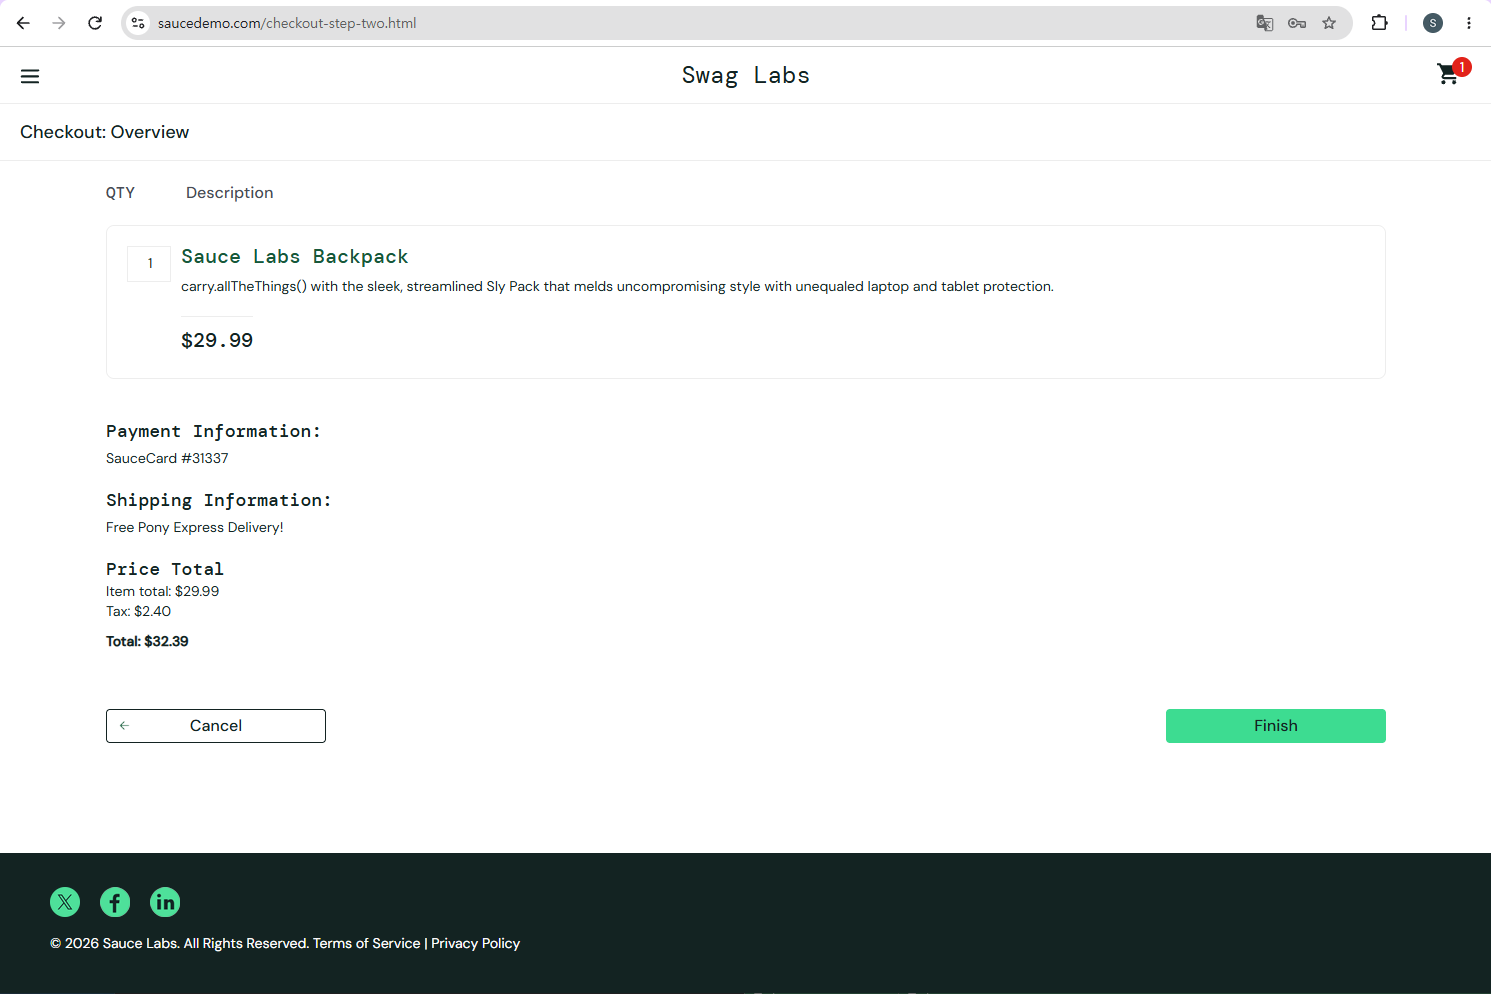 saucedemo.com/checkout-step-two.html
S
Swag Labs
1
Checkout: Overview
QTY Description
1
Sauce Labs Backpack
carry.allTheThings() with the sleek, streamlined Sly Pack that melds uncompromising style with unequaled laptop and tablet protection.
$29.99
Payment Information:
SauceCard #31337
Shipping Information:
Free Pony Express Delivery!
Price Total
Item total: $29.99
Tax: $2.40
Total: $32.39
Cancel
Finish
© 2026 Sauce Labs. All Rights Reserved. Terms of Service | Privacy Policy